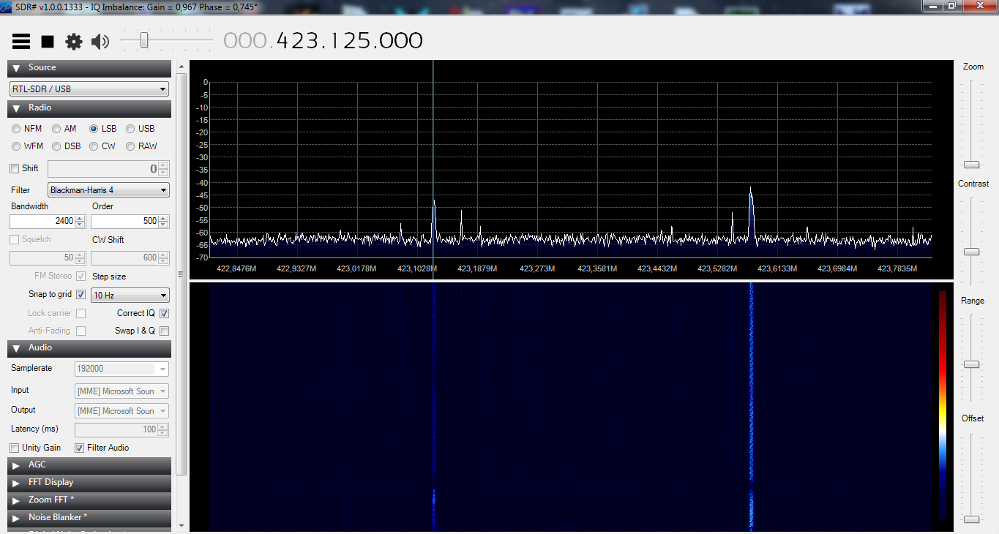 SDR# v1.0.0.1333 - IQ Imbalance: Gain = 0,967 Phase = 0,745°
000.423.125.000
Source
RTL-SDR / USB
Radio
NFM AM LSB USB
WFM DSB CW RAW
Shift 0
Filter Blackman-Harris 4
Bandwidth Order
2400 500
Squelch CW Shift
50 600
FM Stereo Step size
Snap to grid 10 Hz
Lock carrier Correct IQ
Anti-Fading Swap I & Q
Audio
Samplerate 192000
Input [MME] Microsoft Soun
Output [MME] Microsoft Soun
Latency (ms) 100
Unity Gain Filter Audio
AGC
FFT Display
Zoom FFT *
Noise Blanker *
0
-5
-10
-15
-20
-25
-30
-35
-40
-45
-50
-55
-60
-65
-70
422,8476M 422,9327M 423,0178M 423,1028M 423,1879M 423,273M 423,3581M 423,4432M 423,5282M 423,6133M 423,6984M 423,7835M
Zoom
Contrast
Range
Offset